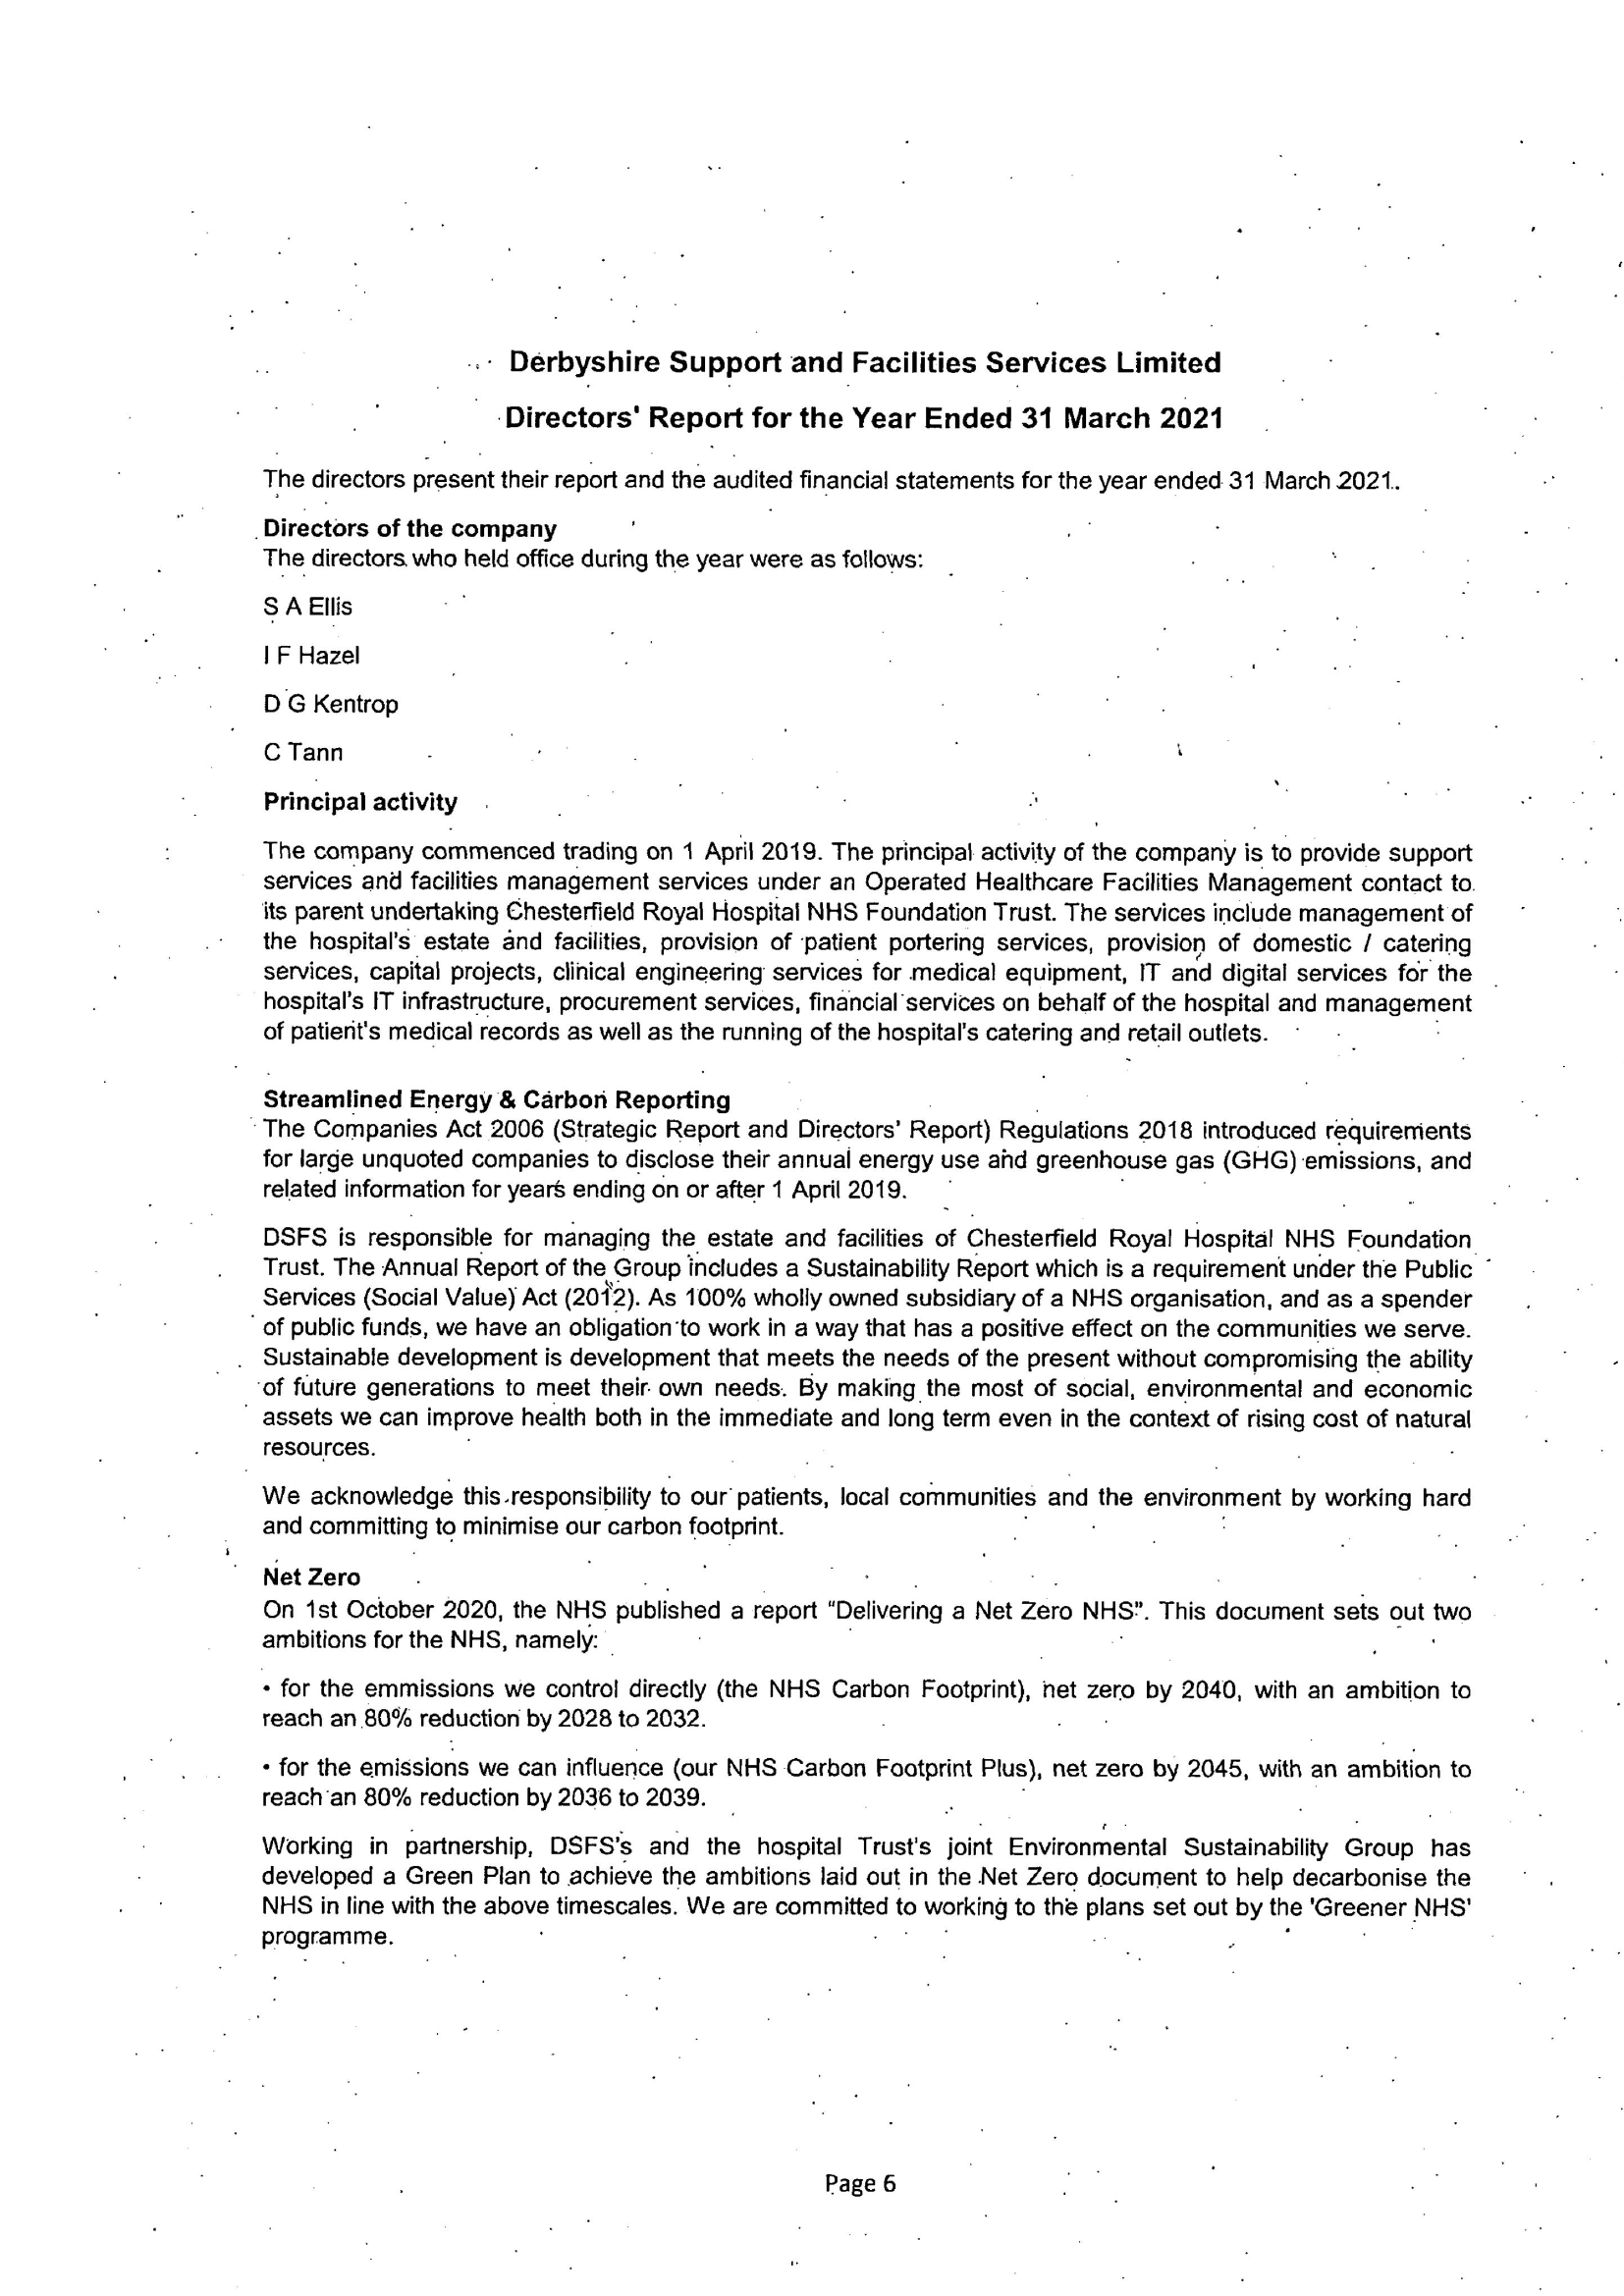 Derbyshire Support and Facilities Services Limited
Directors' Report for the Year Ended 31 March 2021
The directors present their report and the audited financial statements for the year ended 31 March 2021.
Directors of the company
The directors who held office during the year were as follows:
S A Ellis
I F Hazel
D G Kentrop
C Tann
Principal activity
The company commenced trading on 1 April 2019. The principal activity of the company is to provide support
services and facilities management services under an Operated Healthcare Facilities Management contact to
its parent undertaking Chesterfield Royal Hospital NHS Foundation Trust. The services include management of
the hospital's estate and facilities, provision of patient portering services, provision of domestic / catering
services, capital projects, clinical engineering services for medical equipment, IT and digital services for the
hospital's IT infrastructure, procurement services, financial services on behalf of the hospital and management
of patient's medical records as well as the running of the hospital's catering and retail outlets.
Streamlined Energy & Carbon Reporting
The Companies Act 2006 (Strategic Report and Directors' Report) Regulations 2018 introduced requirements
for large unquoted companies to disclose their annual energy use and greenhouse gas (GHG) emissions, and
related information for years ending on or after 1 April 2019.
DSFS is responsible for managing the estate and facilities of Chesterfield Royal Hospital NHS Foundation
Trust. The Annual Report of the Group includes a Sustainability Report which is a requirement under the Public
Services (Social Value) Act (2012). As 100% wholly owned subsidiary of a NHS organisation, and as a spender
of public funds, we have an obligation to work in a way that has a positive effect on the communities we serve.
Sustainable development is development that meets the needs of the present without compromising the ability
of future generations to meet their own needs. By making the most of social, environmental and economic
assets we can improve health both in the immediate and long term even in the context of rising cost of natural
resources.
We acknowledge this responsibility to our patients, local communities and the environment by working hard
and committing to minimise our carbon footprint.
Net Zero
On 1st October 2020, the NHS published a report "Delivering a Net Zero NHS". This document sets out two
ambitions for the NHS, namely:
• for the emmissions we control directly (the NHS Carbon Footprint), net zero by 2040, with an ambition to
reach an 80% reduction by 2028 to 2032.
• for the emissions we can influence (our NHS Carbon Footprint Plus), net zero by 2045, with an ambition to
reach an 80% reduction by 2036 to 2039.
Working in partnership, DSFS's and the hospital Trust's joint Environmental Sustainability Group has
developed a Green Plan to achieve the ambitions laid out in the Net Zero document to help decarbonise the
NHS in line with the above timescales. We are committed to working to the plans set out by the 'Greener NHS'
programme.
Page 6